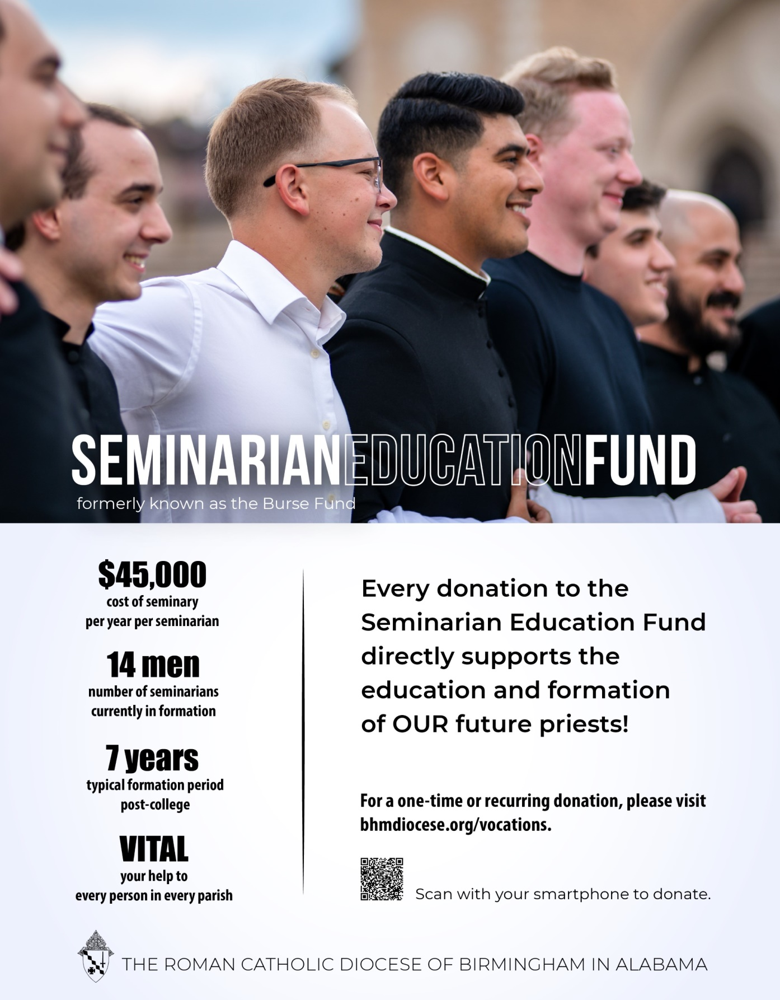 SEMINARIANEDUCATIONFUND
formerly known as the Burse Fund
$45,000
cost of seminary
per year per seminarian
14 men
number of seminarians
currently in formation
7 years
typical formation period
post-college
VITAL
your help to
every person in every parish
Every donation to the
Seminarian Education Fund
directly supports the
education and formation
of OUR future priests!
For a one-time or recurring donation, please visit
bhmdiocese.org/vocations.
Scan with your smartphone to donate.
THE ROMAN CATHOLIC DIOCESE OF BIRMINGHAM IN ALABAMA